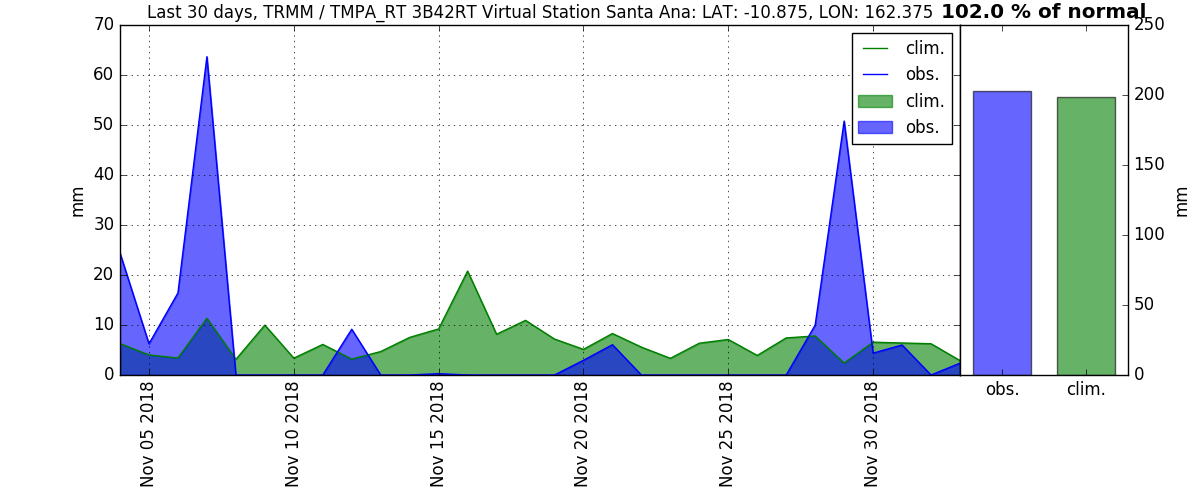 Last 30 days, TRMM / TMPA_RT 3B42RT Virtual Station Santa Ana: LAT: -10.875, LON: 162.375 102.0 % of normal
70
60
50
40
30
20
10
0
mm
clim.
obs.
clim.
obs.
250
200
150
100
50
0
mm
obs.
clim.
Nov 05 2018
Nov 10 2018
Nov 15 2018
Nov 20 2018
Nov 25 2018
Nov 30 2018